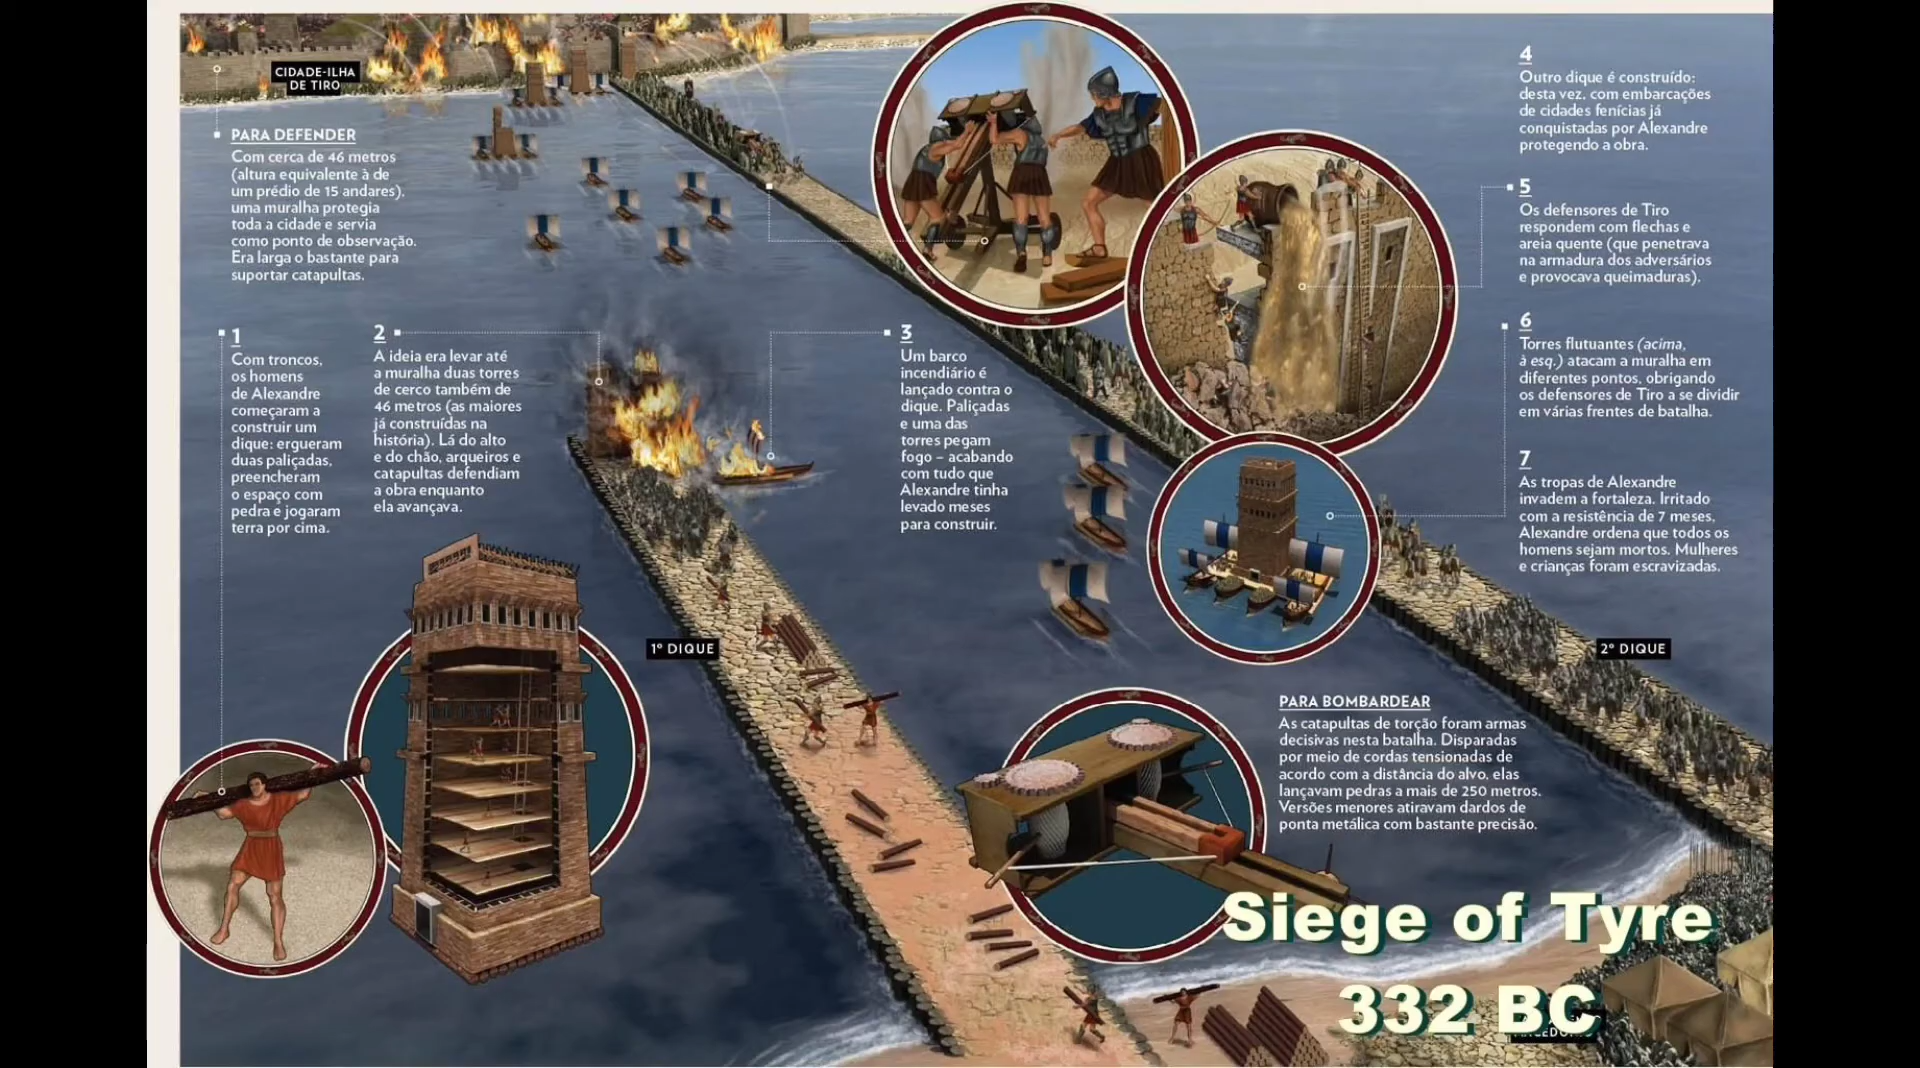 CIDADE-ILHA
DE TIRO
PARA DEFENDER
Com cerca de 46 metros
(altura equivalente à de
um prédio de 15 andares),
uma muralha protegia
toda a cidade e servia
como ponto de observação.
Era larga o bastante para
suportar catapultas.
1
Com troncos,
os homens
de Alexandre
começaram a
construir um
dique: ergueram
duas paliçadas,
preencheram
o espaço com
pedra e jogaram
terra por cima.
2
A ideia era levar até
a muralha duas torres
de cerco também de
46 metros (as maiores
já construídas na
história). Lá do alto
e do chão, arqueiros e
catapultas defendiam
a obra enquanto
ela avançava.
3
Um barco
incendiário é
lançado contra o
dique. Paliçadas
e uma das
torres pegam
fogo – acabando
com tudo que
Alexandre tinha
levado meses
para construir.
4
Outro dique é construído:
desta vez, com embarcações
de cidades fenícias já
conquistadas por Alexandre
protegendo a obra.
5
Os defensores de Tiro
respondem com flechas e
areia quente (que penetrava
na armadura dos adversários
e provocava queimaduras).
6
Torres flutuantes (acima,
à esq.) atacam a muralha em
diferentes pontos, obrigando
os defensores de Tiro a se dividir
em várias frentes de batalha.
7
As tropas de Alexandre
invadem a fortaleza. Irritado
com a resistência de 7 meses,
Alexandre ordena que todos os
homens sejam mortos. Mulheres
e crianças foram escravizadas.
1º DIQUE
2º DIQUE
PARA BOMBARDEAR
As catapultas de torção foram armas
decisivas nesta batalha. Disparadas
por meio de cordas tensionadas de
acordo com a distância do alvo, elas
lançavam pedras a mais de 250 metros.
Versões menores atiravam dardos de
ponta metálica com bastante precisão.
Siege of Tyre
332 BC